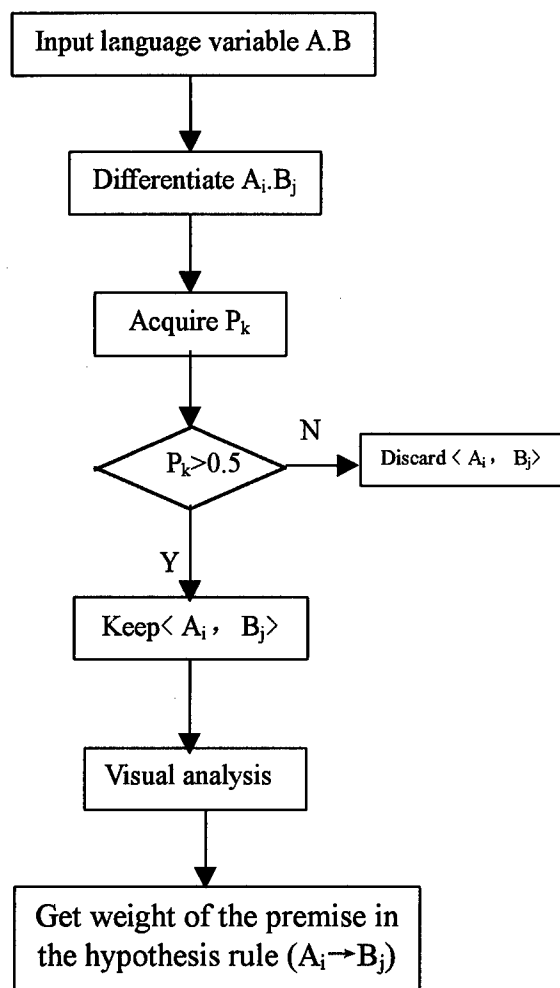 Input language variable A.B
Differentiate Aᵢ.Bⱼ
Acquire Pₖ
Pₖ>0.5
N
Discard < Aᵢ， Bⱼ>
Y
Keep< Aᵢ， Bⱼ>
Visual analysis
Get weight of the premise in
the hypothesis rule (Aᵢ→Bⱼ)